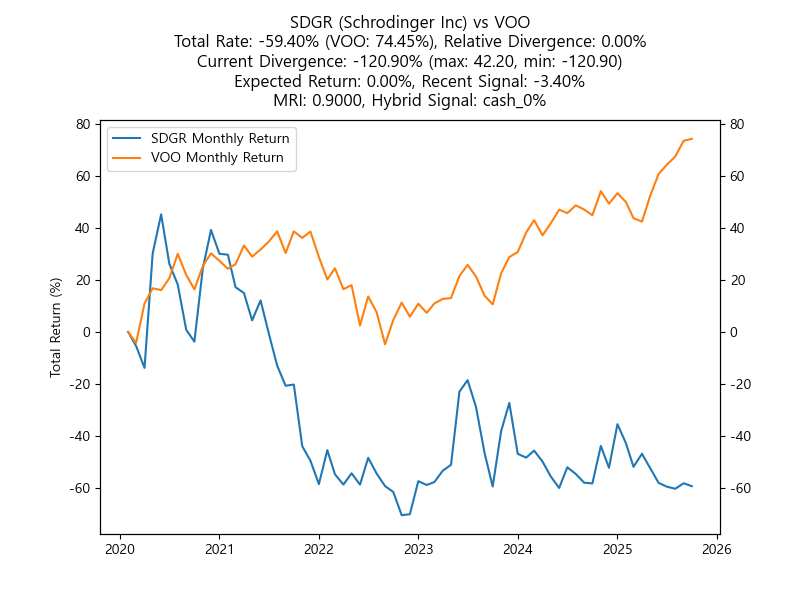 SDGR (Schrodinger Inc) vs VOO
Total Rate: -59.40% (VOO: 74.45%), Relative Divergence: 0.00%
Current Divergence: -120.90% (max: 42.20, min: -120.90)
Expected Return: 0.00%, Recent Signal: -3.40%
MRI: 0.9000, Hybrid Signal: cash_0%
SDGR Monthly Return
VOO Monthly Return
Total Return (%)
80
60
40
20
0
-20
-40
-60
80
60
40
20
0
-20
-40
-60
2020
2021
2022
2023
2024
2025
2026